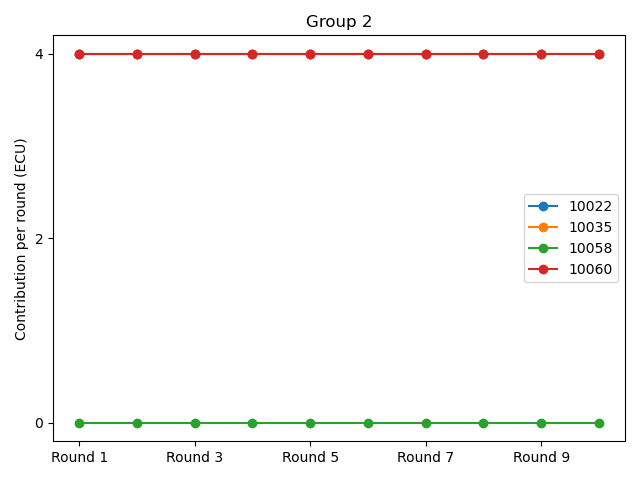 Group 2
Contribution per round (ECU)
4
2
0
Round 1
Round 3
Round 5
Round 7
Round 9
10022
10035
10058
10060